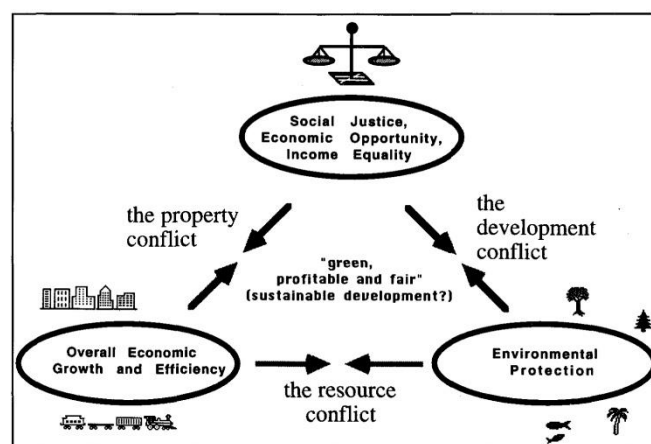 Social Justice,
Economic Opportunity,
Income Equality
the property
conflict
the
development
conflict
"green,
profitable and fair"
(sustainable development?)
Overall Economic
Growth and Efficiency
Environmental
Protection
the resource
conflict